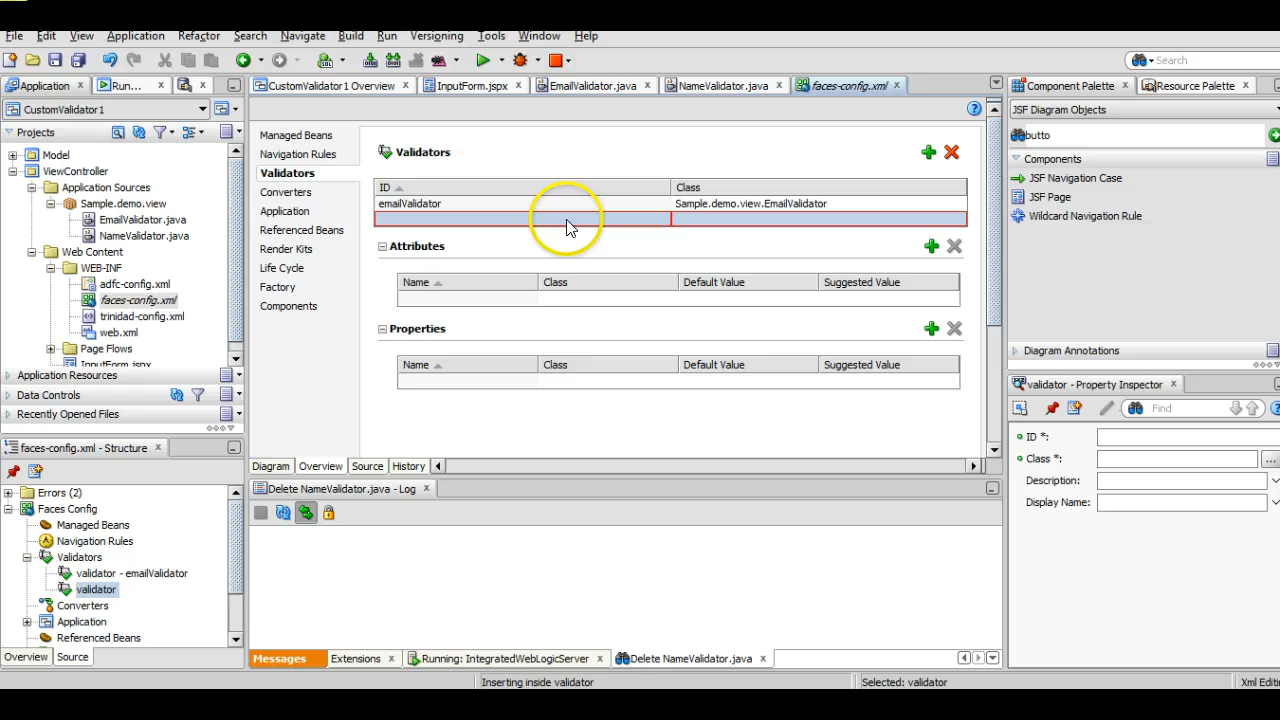 File Edit View Application Refactor Search Navigate Build Run Versioning Tools Window Help
Search
Application Run...
CustomValidator1 Overview InputForm.jspx EmailValidator.java NameValidator.java faces-config.xml
Component Palette Resource Palette
CustomValidator1
JSF Diagram Objects
Projects
butto
Model
ViewController
Application Sources
Sample.demo.view
EmailValidator.java
NameValidator.java
Web Content
WEB-INF
adfc-config.xml
faces-config.xml
trinidad-config.xml
web.xml
Page Flows
InputForm.jspx
Application Resources
Data Controls
Recently Opened Files
Managed Beans
Navigation Rules
Validators
Converters
Application
Referenced Beans
Render Kits
Life Cycle
Factory
Components
Validators
ID Class
emailValidator Sample.demo.view.EmailValidator
Attributes
Name Class Default Value Suggested Value
Properties
Name Class Default Value Suggested Value
Diagram Overview Source History
Components
JSF Navigation Case
JSF Page
Wildcard Navigation Rule
Diagram Annotations
validator - Property Inspector
Find
ID *:
Class *:
...
Description:
Display Name:
faces-config.xml - Structure
Errors (2)
Faces Config
Managed Beans
Navigation Rules
Validators
validator - emailValidator
validator
Converters
Application
Referenced Beans
Overview Source
Delete NameValidator.java - Log
Messages Extensions Running: IntegratedWebLogicServer Delete NameValidator.java
Inserting inside validator
Selected: validator
Xml Editi